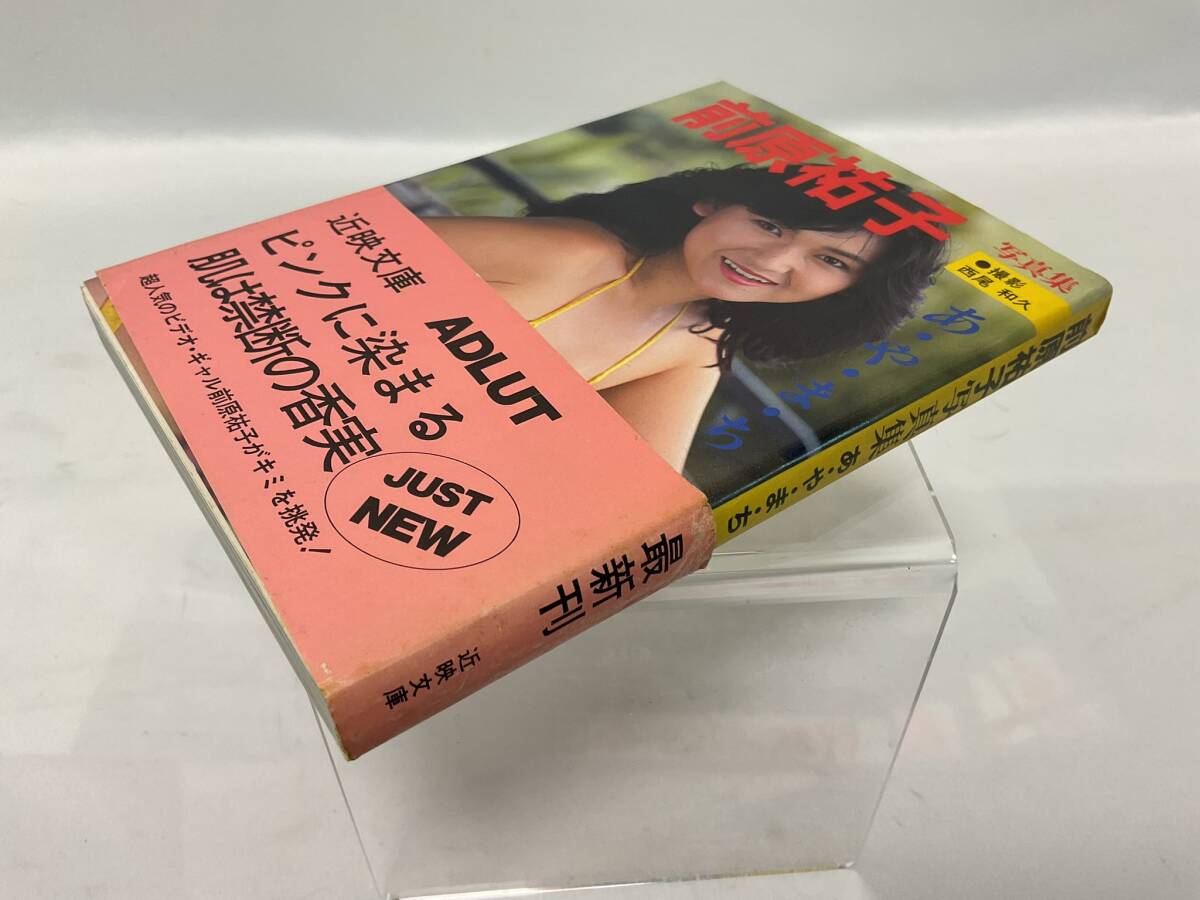 前原祐子
写真集
●撮影
西尾 和久
あ・や・ま・ち
近映文庫
ADLUT
ピンクに染まる
肌は禁断の香実
超人気のビデオ・ギャル前原祐子がキミを挑発!
JUST
NEW
前原祐子写真集 あ・や・ま・ち
最新刊
近映文庫